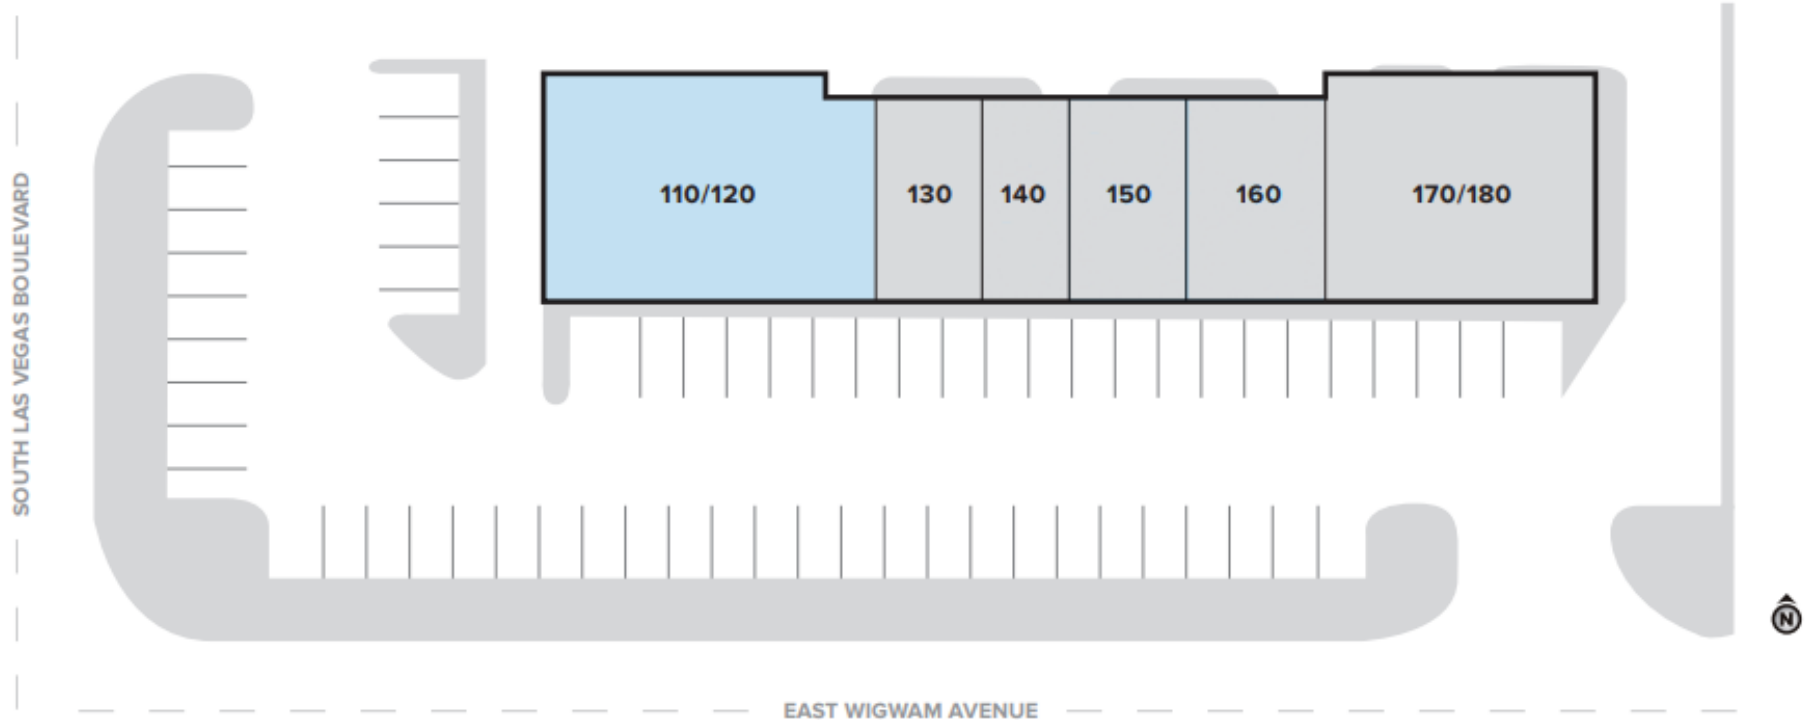 SOUTH LAS VEGAS BOULEVARD
110/120
130
140
150
160
170/180
N
EAST WIGWAM AVENUE